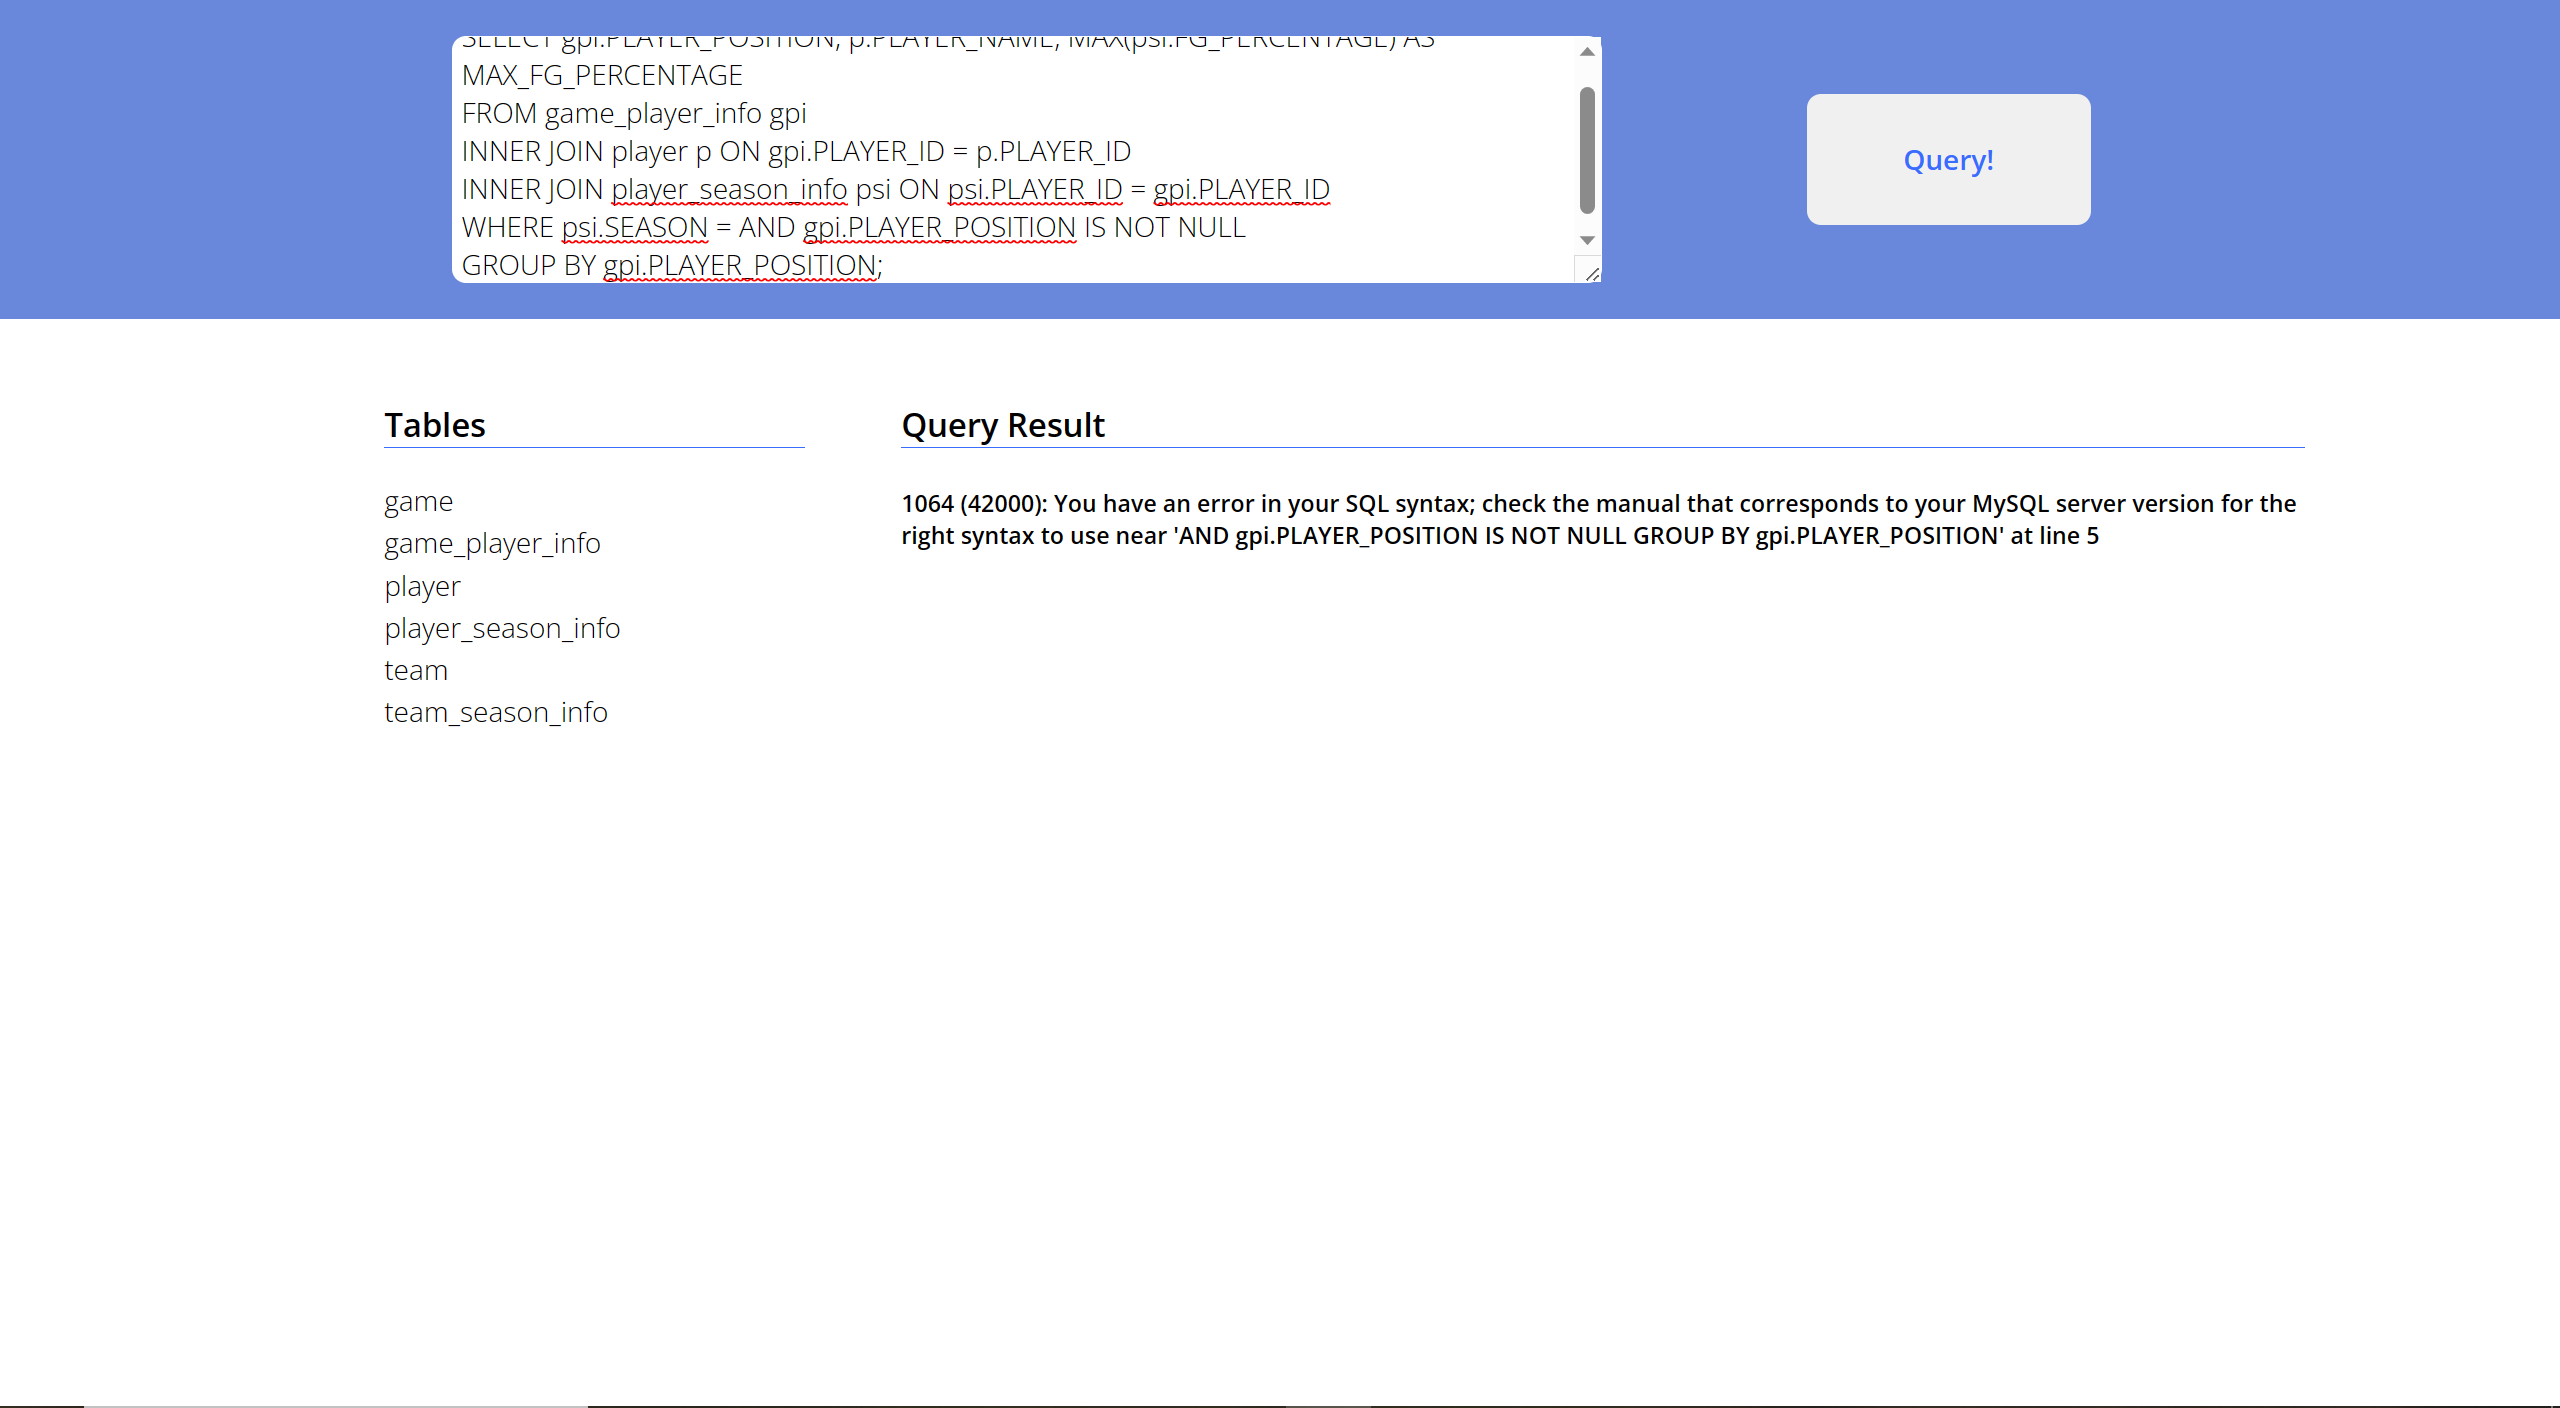 SELECT gpi.PLAYER_POSITION, p.PLAYER_NAME, MAX(psi.FG_PERCENTAGE) AS
MAX_FG_PERCENTAGE
FROM game_player_info gpi
INNER JOIN player p ON gpi.PLAYER_ID = p.PLAYER_ID
INNER JOIN player_season_info psi ON psi.PLAYER_ID = gpi.PLAYER_ID
WHERE psi.SEASON = AND gpi.PLAYER_POSITION IS NOT NULL
GROUP BY gpi.PLAYER_POSITION;
Query!
Tables
game
game_player_info
player
player_season_info
team
team_season_info
Query Result
1064 (42000): You have an error in your SQL syntax; check the manual that corresponds to your MySQL server version for the
right syntax to use near 'AND gpi.PLAYER_POSITION IS NOT NULL GROUP BY gpi.PLAYER_POSITION' at line 5